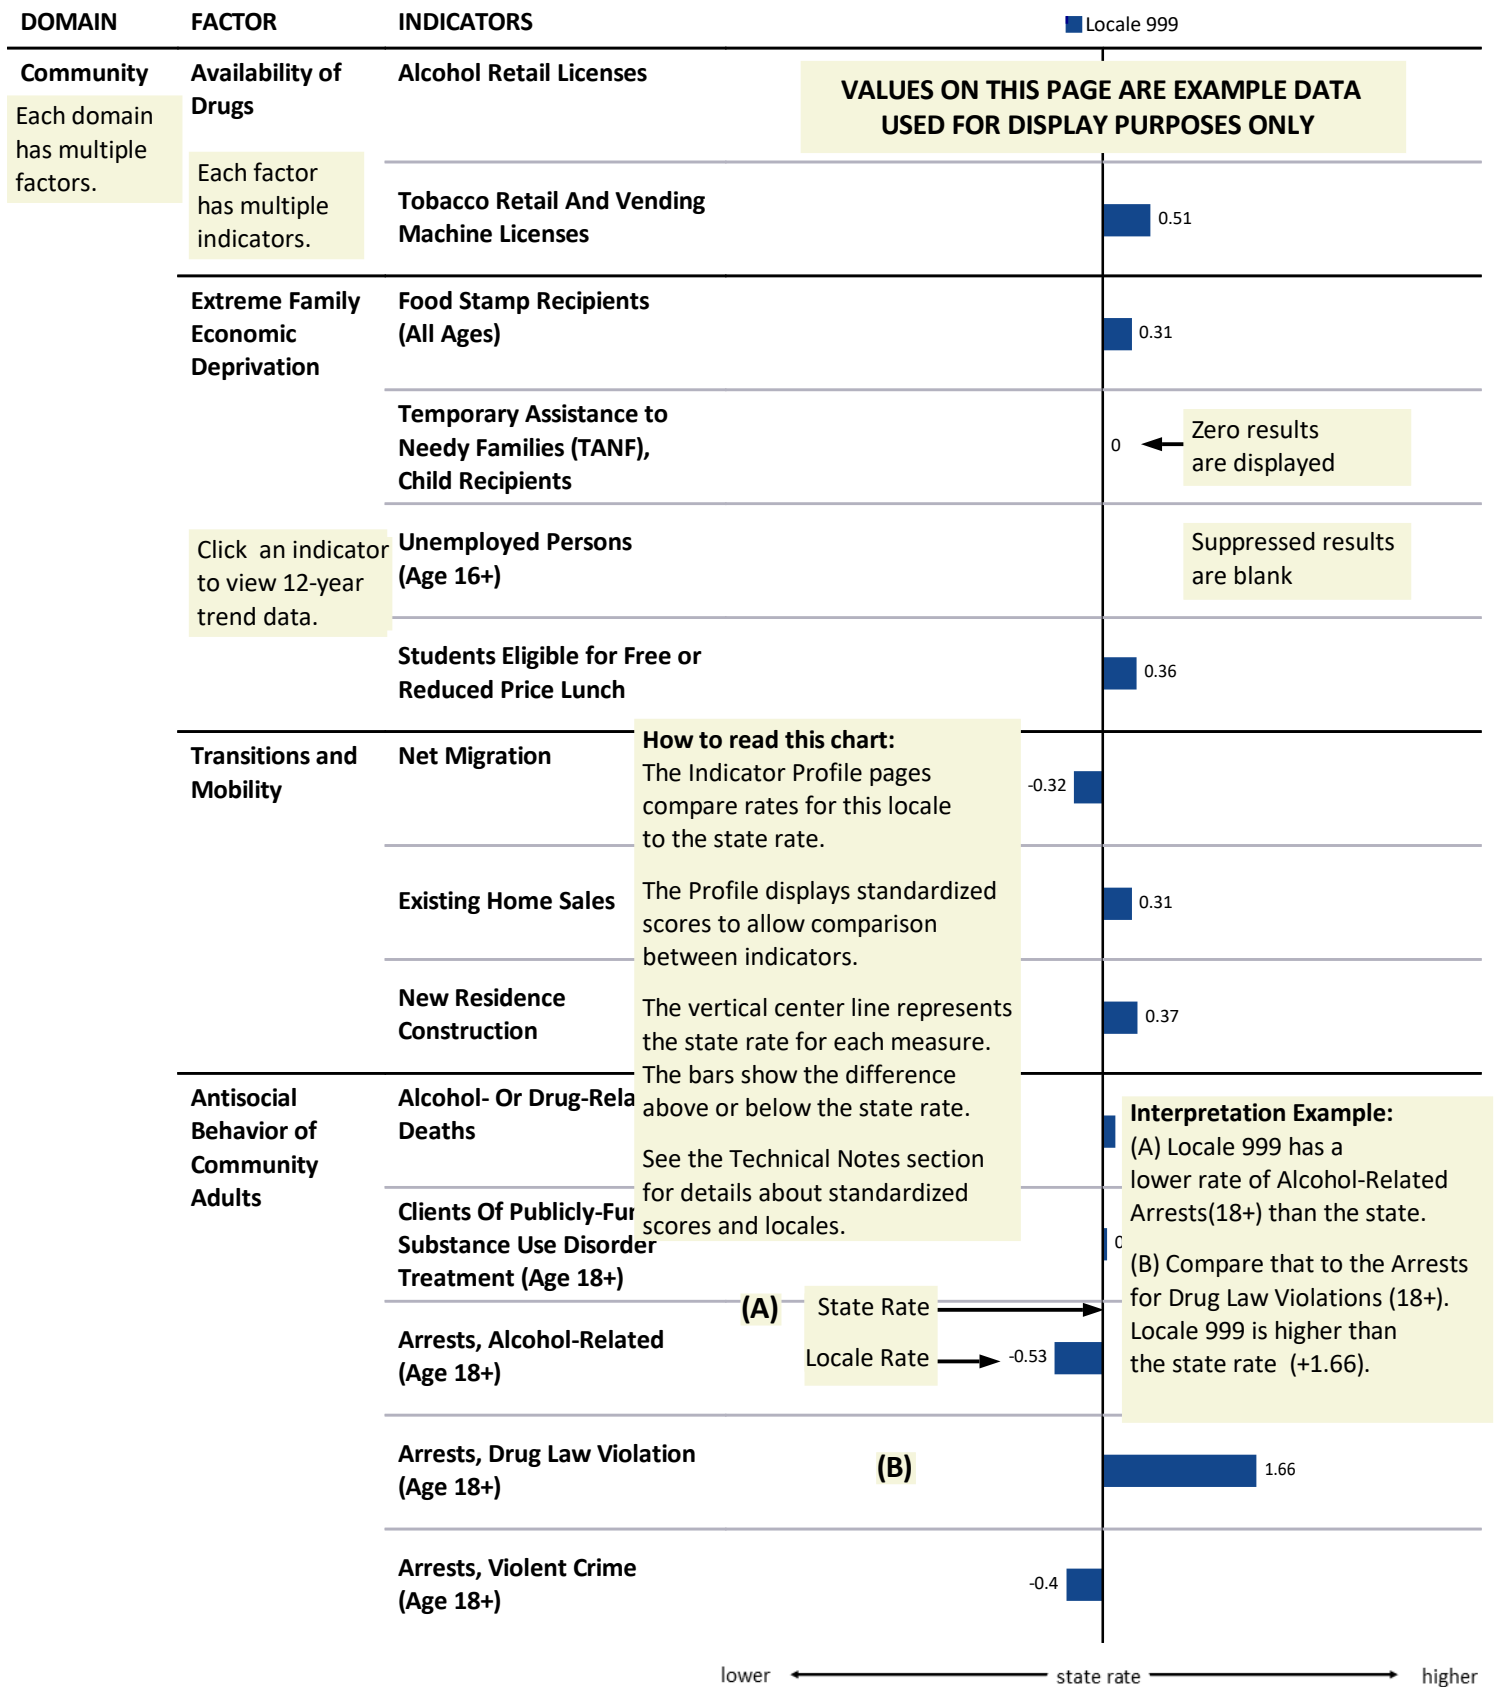 DOMAIN
FACTOR
INDICATORS
Locale 999
Community
Each domain
has multiple
factors.
Availability of
Drugs
Each factor
has multiple
indicators.
Alcohol Retail Licenses
VALUES ON THIS PAGE ARE EXAMPLE DATA
USED FOR DISPLAY PURPOSES ONLY
Tobacco Retail And Vending
Machine Licenses
0.51
Extreme Family
Economic
Deprivation
Food Stamp Recipients
(All Ages)
0.31
Temporary Assistance to
Needy Families (TANF),
Child Recipients
0
Zero results
are displayed
Click an indicator
to view 12-year
trend data.
Unemployed Persons
(Age 16+)
Suppressed results
are blank
Students Eligible for Free or
Reduced Price Lunch
0.36
Transitions and
Mobility
Net Migration
-0.32
How to read this chart:
The Indicator Profile pages
compare rates for this locale
to the state rate.
The Profile displays standardized
scores to allow comparison
between indicators.
The vertical center line represents
the state rate for each measure.
The bars show the difference
above or below the state rate.
See the Technical Notes section
for details about standardized
scores and locales.
Existing Home Sales
0.31
New Residence
Construction
0.37
Antisocial
Behavior of
Community
Adults
Alcohol- Or Drug-Rela
Deaths
Clients Of Publicly-Fu
Substance Use Disorder
Treatment (Age 18+)
Interpretation Example:
(A) Locale 999 has a
lower rate of Alcohol-Related
Arrests(18+) than the state.
(B) Compare that to the Arrests
for Drug Law Violations (18+).
Locale 999 is higher than
the state rate (+1.66).
(A)
State Rate
Locale Rate
Arrests, Alcohol-Related
(Age 18+)
-0.53
Arrests, Drug Law Violation
(Age 18+)
(B)
1.66
Arrests, Violent Crime
(Age 18+)
-0.4
lower
state rate
higher